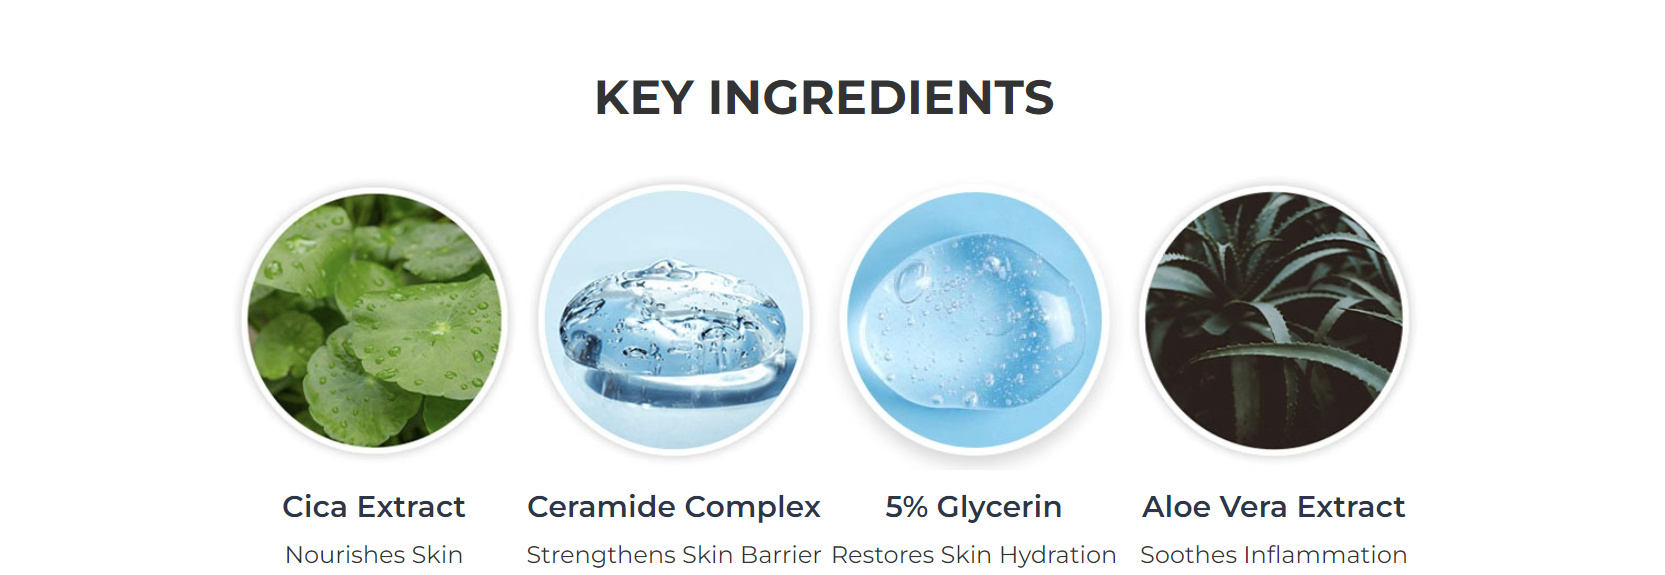 KEY INGREDIENTS
Cica Extract
Nourishes Skin
Ceramide Complex
Strengthens Skin Barrier
5% Glycerin
Restores Skin Hydration
Aloe Vera Extract
Soothes Inflammation